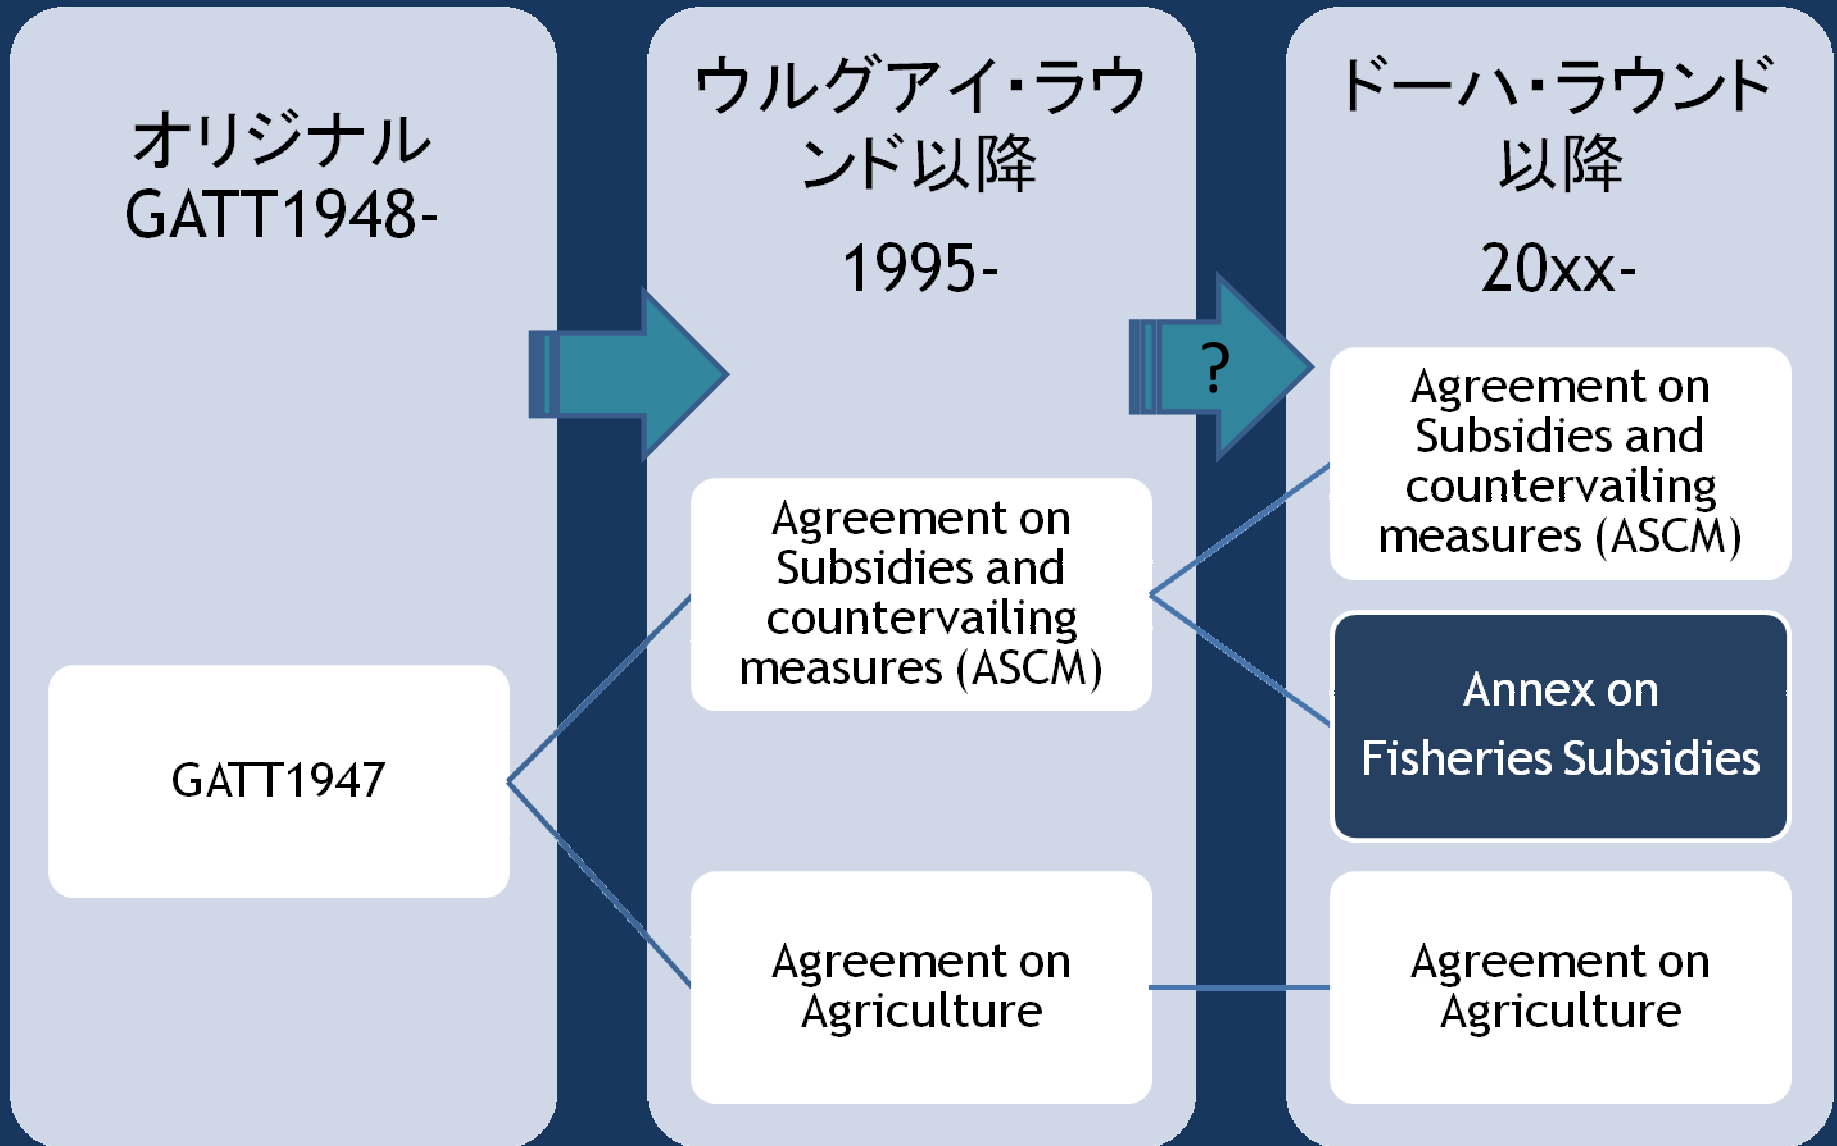 オリジナル
GATT1948-
GATT1947
ウルグアイ・ラウ
ンド以降
1995-
Agreement on
Subsidies and
countervailing
measures (ASCM)
Agreement on
Agriculture
?
ドーハ・ラウンド
以降
20xx-
Agreement on
Subsidies and
countervailing
measures (ASCM)
Annex on
Fisheries Subsidies
Agreement on
Agriculture